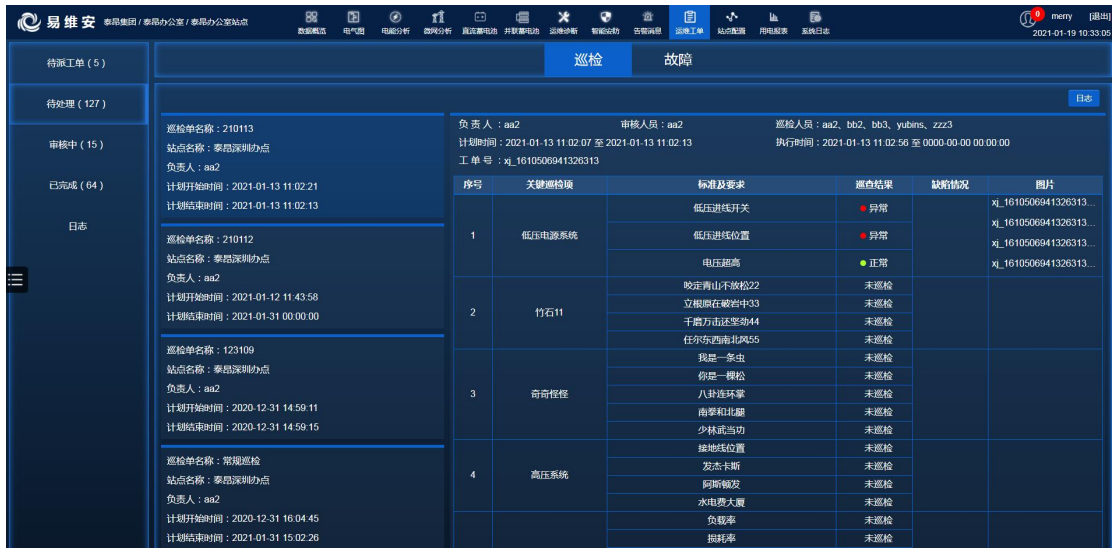 易维安 泰昂集团 / 泰昂办公室 / 泰昂办公室站点
数据概览 电气图 电能分析 微网分析 直流蓄电池 并联蓄电池 运维诊断 智能安防 告警消息 运维工单 站点配置 用电报表 系统日志
0 merry [退出]
2021-01-19 10:33:05
待派工单 ( 5 )
待处理 ( 127 )
审核中 ( 15 )
已完成 ( 64 )
日志
巡检 故障
日志
巡检单名称：210113
站点名称：泰昂深圳办点
负责人：aa2
计划开始时间：2021-01-13 11:02:21
计划结束时间：2021-01-13 11:02:13
巡检单名称：210112
站点名称：泰昂深圳办点
负责人：aa2
计划开始时间：2021-01-12 11:43:58
计划结束时间：2021-01-31 00:00:00
巡检单名称：123109
站点名称：泰昂深圳办点
负责人：aa2
计划开始时间：2020-12-31 14:59:11
计划结束时间：2020-12-31 14:59:15
巡检单名称：常规巡检
站点名称：泰昂深圳办点
负责人：aa2
计划开始时间：2020-12-31 16:04:45
计划结束时间：2021-01-31 15:02:26
负 责 人：aa2 审核人员：aa2 巡检人员：aa2、bb2、bb3、yubins、zzz3
计划时间：2021-01-13 11:02:07 至 2021-01-13 11:02:13 执行时间：2021-01-13 11:02:56 至 0000-00-00 00:00:00
工 单 号：xj_1610506941326313
序号 关键巡检项 标准及要求 巡查结果 缺陷情况 图片
1 低压电源系统
低压进线开关 异常
低压进线位置 异常
电压超高 正常
xj_1610506941326313...
xj_1610506941326313...
xj_1610506941326313...
xj_1610506941326313...
2 竹石11
咬定青山不放松22 未巡检
立根原在破岩中33 未巡检
千磨万击还坚劲44 未巡检
任尔东西南北风55 未巡检
3 奇奇怪怪
我是一条虫 未巡检
你是一棵松 未巡检
八卦连环掌 未巡检
南拳和北腿 未巡检
少林武当功 未巡检
4 高压系统
接地线位置 未巡检
发杰卡斯 未巡检
阿斯顿发 未巡检
水电费大厦 未巡检
负载率 未巡检
损耗率 未巡检